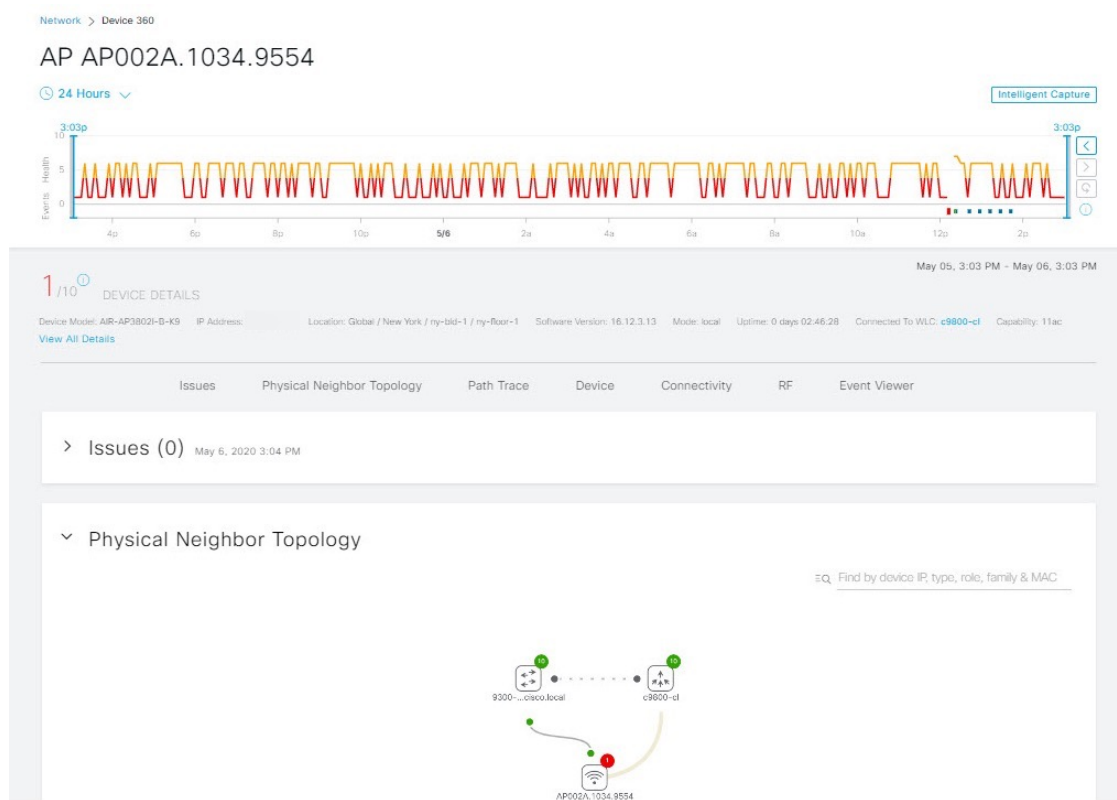 Network > Device 360
AP AP002A.1034.9554
24 Hours
Intelligent Capture
3:03p 3:03p
10
5
0
Events Health
4p 6p 8p 10p 5/6 2a 4a 6a 8a 10a 12p 2p
May 05, 3:03 PM - May 06, 3:03 PM
1/10 DEVICE DETAILS
Device Model: AIR-AP3802I-B-K9 IP Address: Location: Global / New York / ny-bld-1 / ny-floor-1 Software Version: 16.12.3.13 Mode: local Uptime: 0 days 02:46:28 Connected To WLC: c9800-cl Capability: 11ac
View All Details
Issues Physical Neighbor Topology Path Trace Device Connectivity RF Event Viewer
Issues (0) May 6, 2020 3:04 PM
Physical Neighbor Topology
Find by device IP, type, role, family & MAC
10 10
9300-...cisco.local c9800-cl
1
AP002A.1034.9554